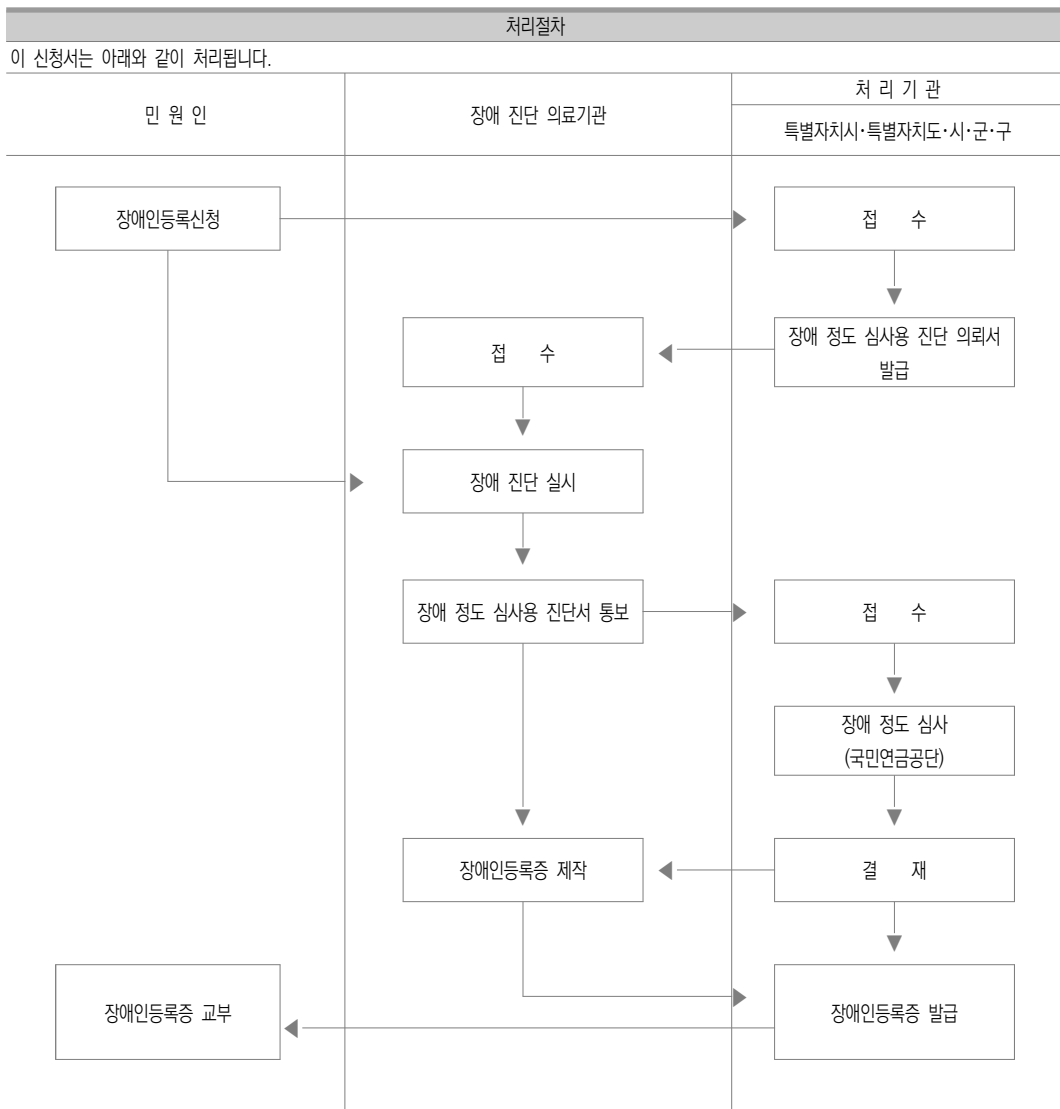 처리절차
이 신청서는 아래와 같이 처리됩니다.
민 원 인
장애 진단 의료기관
처 리 기 관
특별자치시·특별자치도·시·군·구
장애인등록신청
접 수
장애 정도 심사용 진단 의뢰서
발급
접 수
장애 진단 실시
장애 정도 심사용 진단서 통보
접 수
장애 정도 심사
(국민연금공단)
결 재
장애인등록증 제작
장애인등록증 발급
장애인등록증 교부